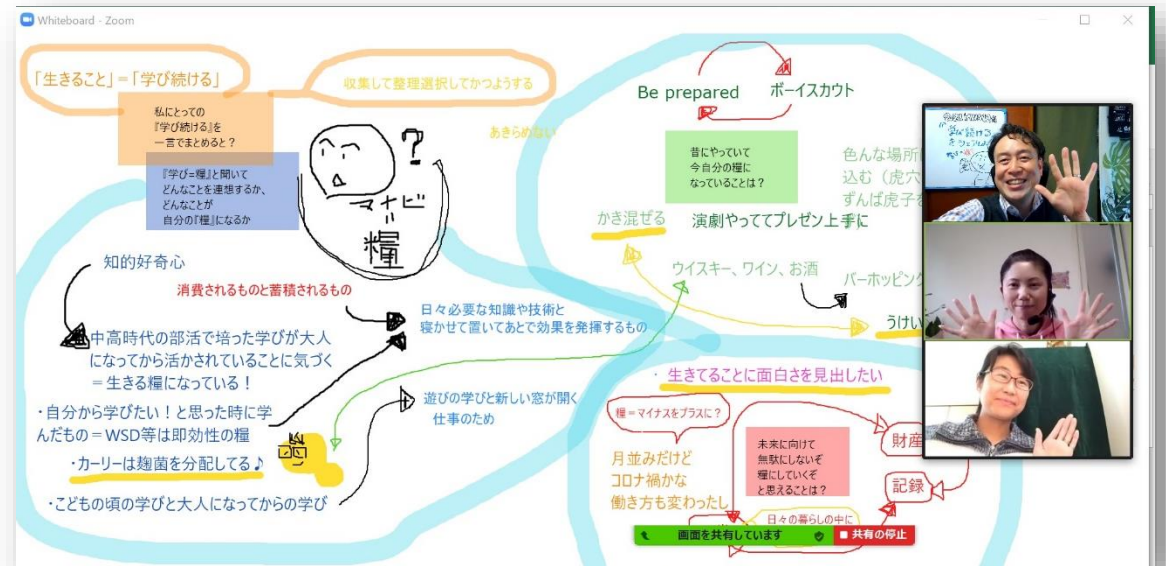 Whiteboard - Zoom
「生きること」=「学び続ける」
収集して整理選択してかつようする
私にとっての
『学び続ける』を
一言でまとめると？
『学び=糧』と聞いて
どんなことを連想するか、
どんなことが
自分の『糧』になるか
？
マナビ
=
糧
あきらめない
知的好奇心
消費されるものと蓄積されるもの
日々必要な知識や技術と
寝かせて置いてあとで効果を発揮するもの
中高時代の部活で培った学びが大人
になってから活かされていることに気づく
＝生きる糧になっている！
・自分から学びたい！と思った時に学
んだもの＝WSD等は即効性の糧
・カーリーは麹菌を分配してる♪
・こどもの頃の学びと大人になってからの学び
遊びの学びと新しい窓が開く
仕事のため
Be prepared
ボーイスカウト
昔にやっていて
今自分の糧に
なっていることは？
色んな場所
込む（虎穴
ずんば虎子を
かき混ぜる
演劇やっててプレゼン上手に
ウイスキー、ワイン、お酒
バーホッピング
うけい
・生きてることに面白さを見出したい
糧＝マイナスをプラスに？
月並みだけど
コロナ禍かな
働き方も変わったし
未来に向けて
無駄にしないぞ
糧にしていくぞ
と思えることは？
財産
記録
日々の暮らしの中に
画面を共有しています
共有の停止
学び続ける